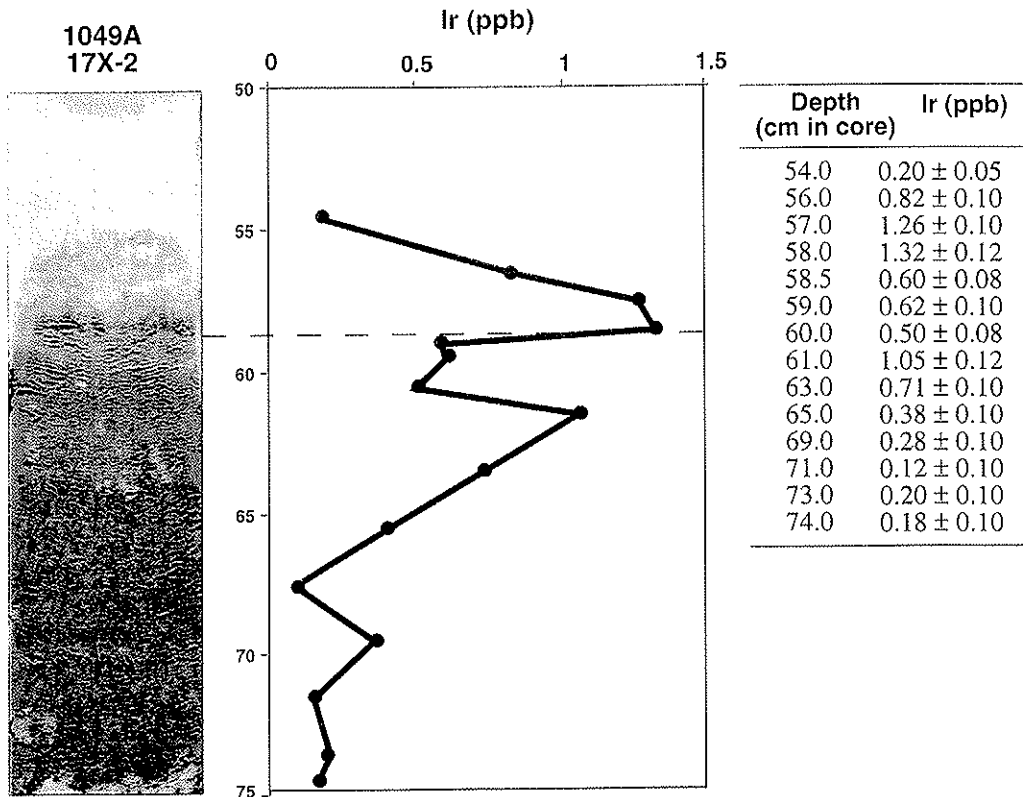 1049A
17X-2
Ir (ppb)
0 0.5 1 1.5
50
55
60
65
70
75
Depth Ir (ppb)
(cm in core)
54.0 0.20 ± 0.05
56.0 0.82 ± 0.10
57.0 1.26 ± 0.10
58.0 1.32 ± 0.12
58.5 0.60 ± 0.08
59.0 0.62 ± 0.10
60.0 0.50 ± 0.08
61.0 1.05 ± 0.12
63.0 0.71 ± 0.10
65.0 0.38 ± 0.10
69.0 0.28 ± 0.10
71.0 0.12 ± 0.10
73.0 0.20 ± 0.10
74.0 0.18 ± 0.10